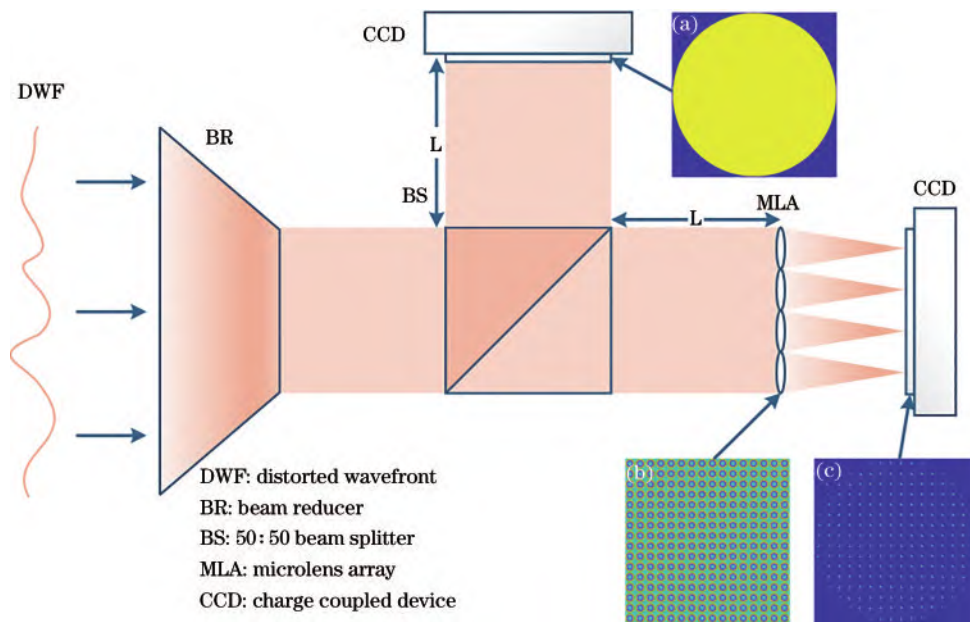 CCD
(a)
DWF
BR
L
BS
L
MLA
CCD
DWF: distorted wavefront
BR: beam reducer
BS: 50:50 beam splitter
MLA: microlens array
CCD: charge coupled device
(b)
(c)